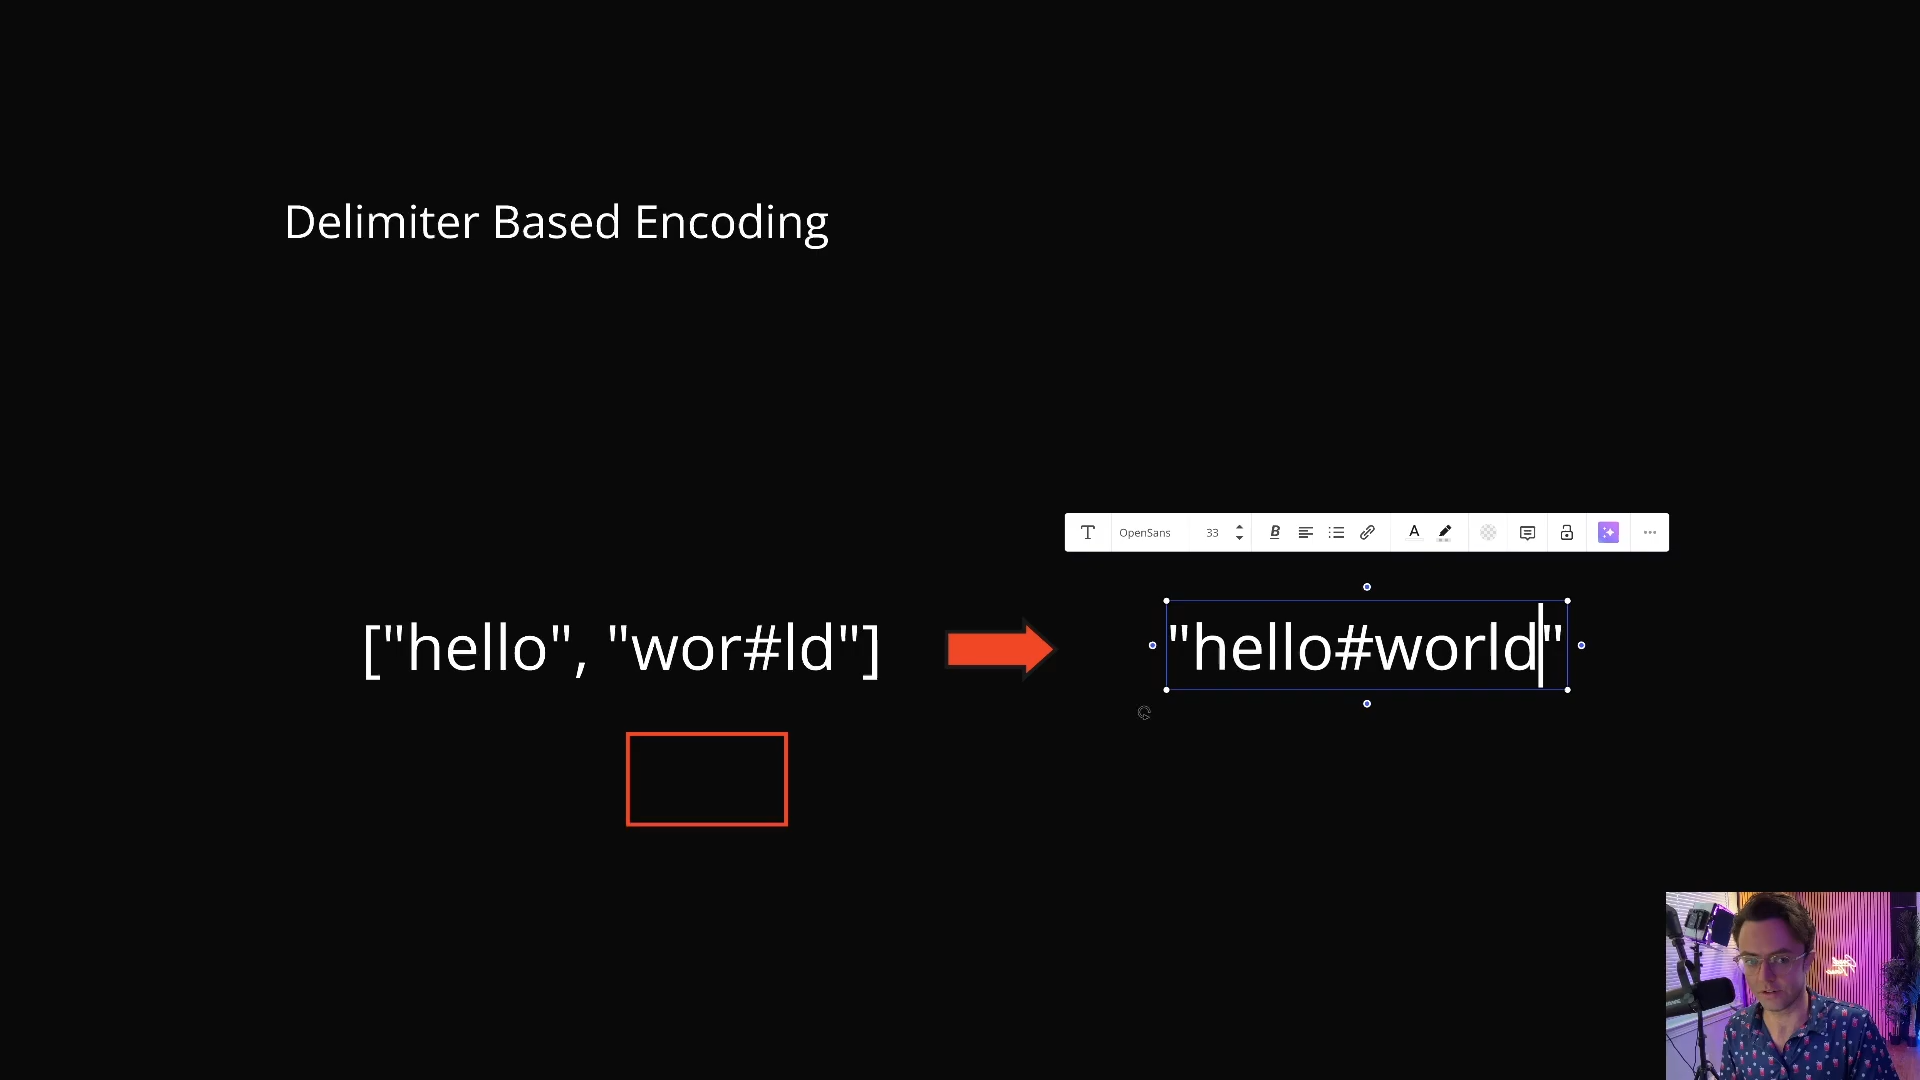 Delimiter Based Encoding
OpenSans 33 B A
["hello", "wor#ld"] "hello#world"